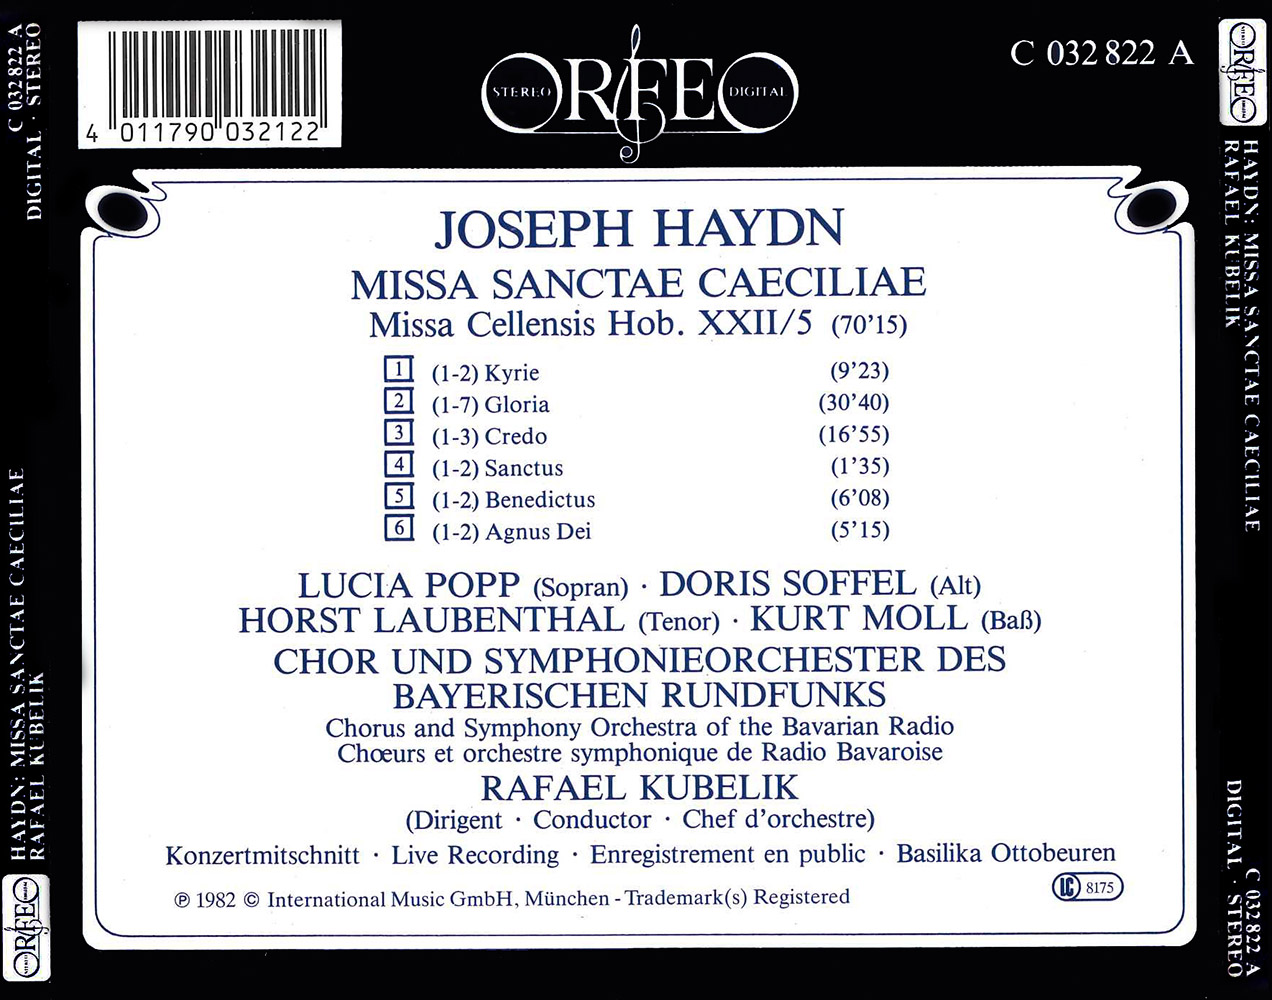 C 032 822 A
DIGITAL · STEREO
HAYDN: MISSA SANCTAE CAECILIAE
RAFAEL KUBELIK
STEREO ORFEO DIGITAL
4 011790 032122
STEREO ORFEO DIGITAL
C 032 822 A
JOSEPH HAYDN
MISSA SANCTAE CAECILIAE
Missa Cellensis Hob. XXII/5 (70'15)
1 (1-2) Kyrie (9'23)
2 (1-7) Gloria (30'40)
3 (1-3) Credo (16'55)
4 (1-2) Sanctus (1'35)
5 (1-2) Benedictus (6'08)
6 (1-2) Agnus Dei (5'15)
LUCIA POPP (Sopran) · DORIS SOFFEL (Alt)
HORST LAUBENTHAL (Tenor) · KURT MOLL (Baß)
CHOR UND SYMPHONIEORCHESTER DES
BAYERISCHEN RUNDFUNKS
Chorus and Symphony Orchestra of the Bavarian Radio
Chœurs et orchestre symphonique de Radio Bavaroise
RAFAEL KUBELIK
(Dirigent · Conductor · Chef d'orchestre)
Konzertmitschnitt · Live Recording · Enregistrement en public · Basilika Ottobeuren
℗ 1982 © International Music GmbH, München - Trademark(s) Registered
LC 8175
STEREO ORFEO DIGITAL
HAYDN: MISSA SANCTAE CAECILIAE
RAFAEL KUBELIK
C 032 822 A
DIGITAL · STEREO